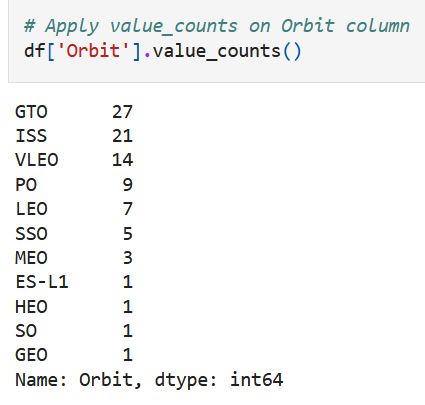 # Apply value_counts on Orbit column
df['Orbit'].value_counts()
GTO 27
ISS 21
VLEO 14
PO 9
LEO 7
SSO 5
MEO 3
ES-L1 1
HEO 1
SO 1
GEO 1
Name: Orbit, dtype: int64